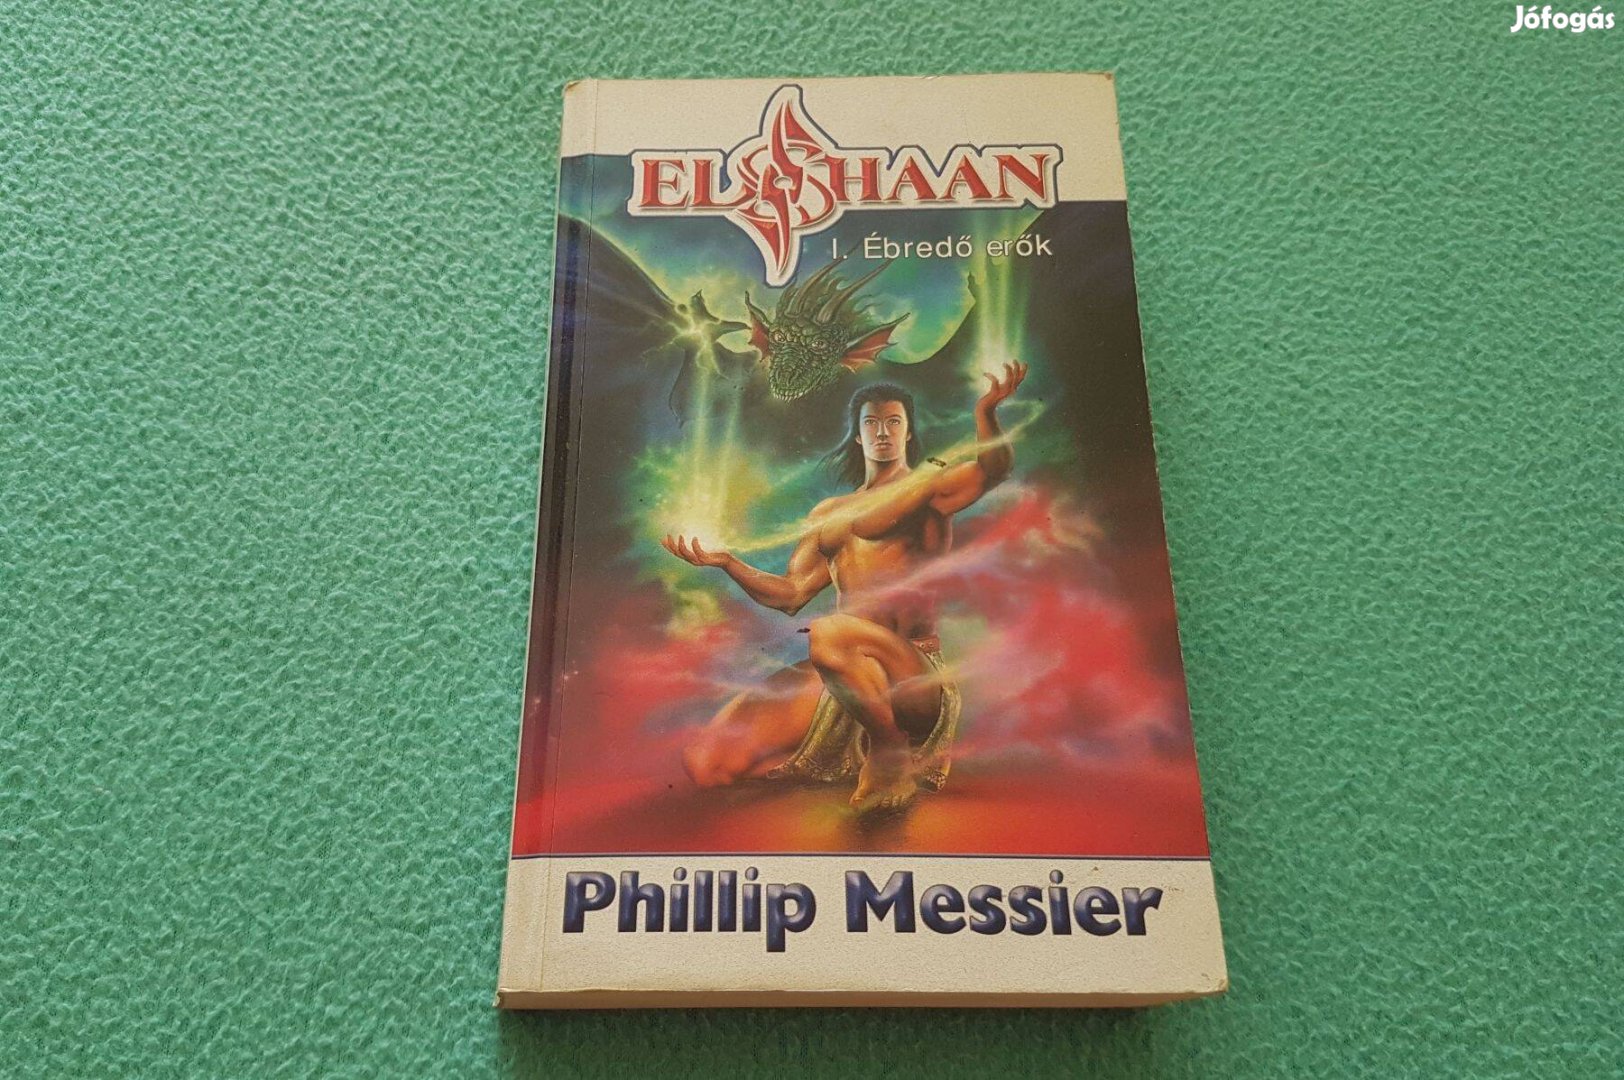 Jófogás
ELSHAAN
I. Ébredő erők
Phillip Messier